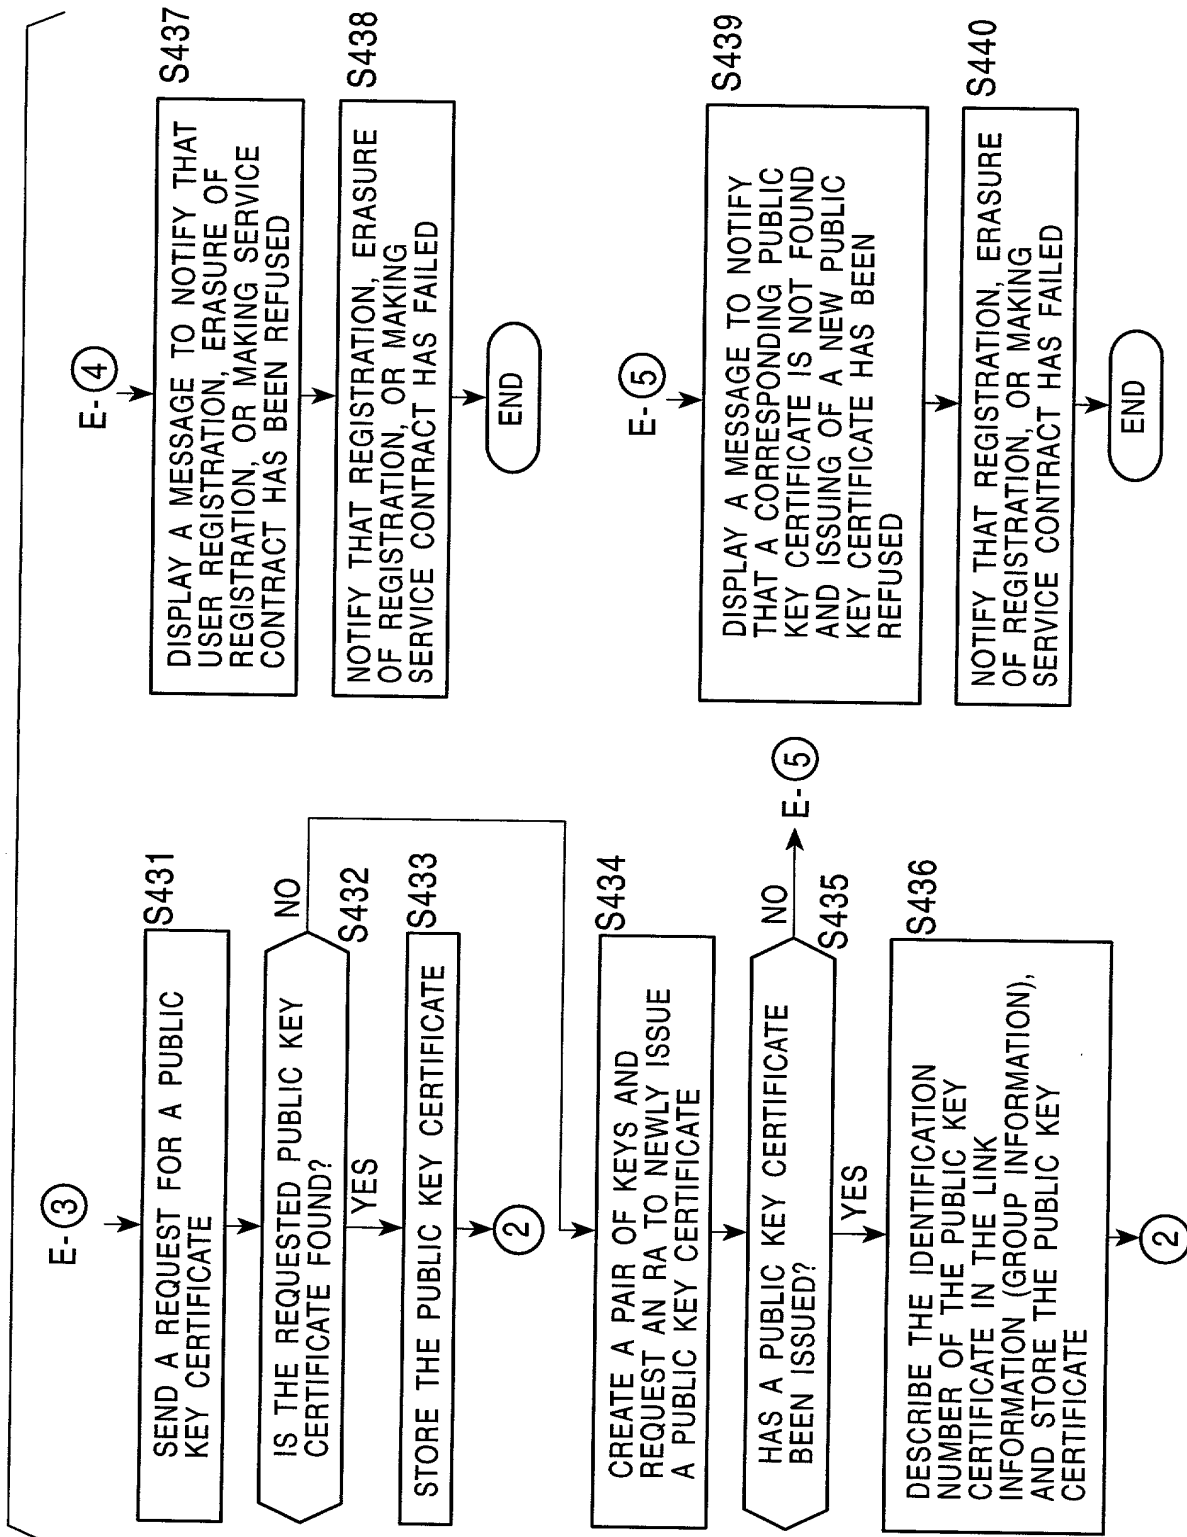 E-3
S431
SEND A REQUEST FOR A PUBLIC
KEY CERTIFICATE
IS THE REQUESTED PUBLIC KEY
CERTIFICATE FOUND?
NO
S432
YES
S433
STORE THE PUBLIC KEY CERTIFICATE
2
S434
CREATE A PAIR OF KEYS AND
REQUEST AN RA TO NEWLY ISSUE
A PUBLIC KEY CERTIFICATE
HAS A PUBLIC KEY CERTIFICATE
BEEN ISSUED?
NO
E-5
S435
YES
S436
DESCRIBE THE IDENTIFICATION
NUMBER OF THE PUBLIC KEY
CERTIFICATE IN THE LINK
INFORMATION (GROUP INFORMATION),
AND STORE THE PUBLIC KEY
CERTIFICATE
2
E-4
S437
DISPLAY A MESSAGE TO NOTIFY THAT
USER REGISTRATION, ERASURE OF
REGISTRATION, OR MAKING SERVICE
CONTRACT HAS BEEN REFUSED
S438
NOTIFY THAT REGISTRATION, ERASURE
OF REGISTRATION, OR MAKING
SERVICE CONTRACT HAS FAILED
END
E-5
S439
DISPLAY A MESSAGE TO NOTIFY
THAT A CORRESPONDING PUBLIC
KEY CERTIFICATE IS NOT FOUND
AND ISSUING OF A NEW PUBLIC
KEY CERTIFICATE HAS BEEN
REFUSED
S440
NOTIFY THAT REGISTRATION, ERASURE
OF REGISTRATION, OR MAKING
SERVICE CONTRACT HAS FAILED
END